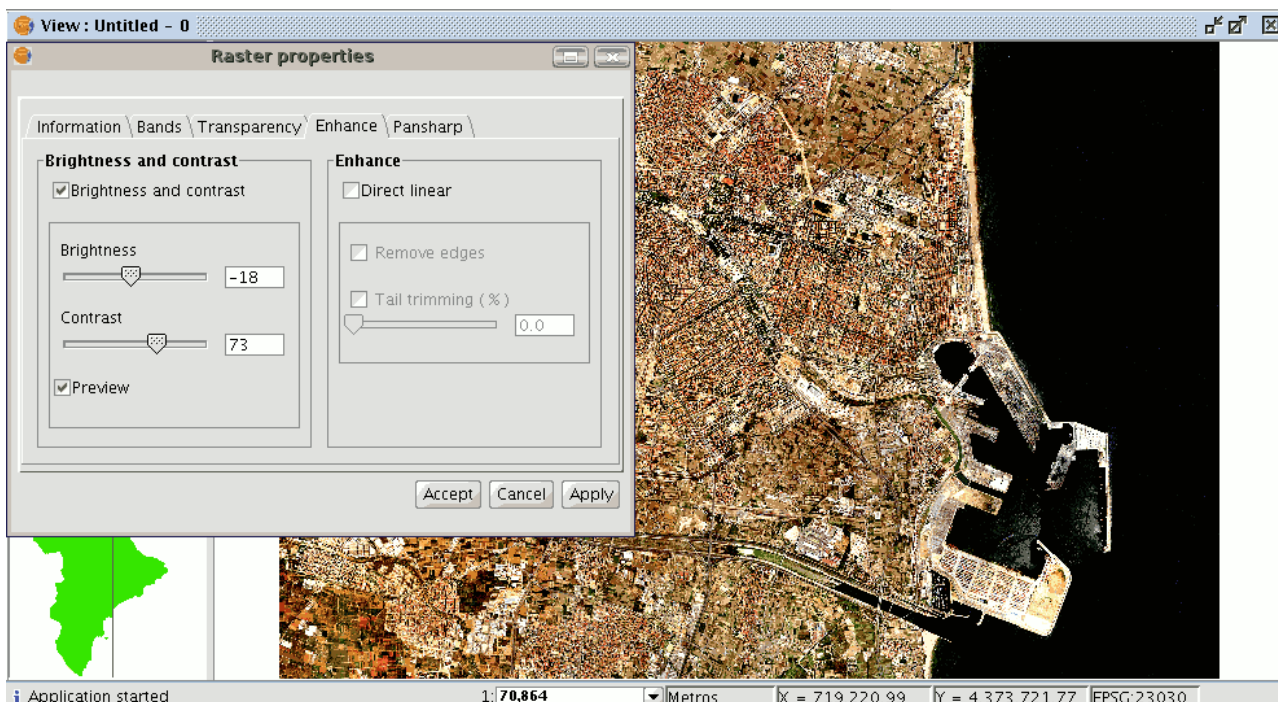 View : Untitled - 0
Raster properties
Information Bands Transparency Enhance Pansharp
Brightness and contrast
Brightness and contrast
Brightness
-18
Contrast
73
Preview
Enhance
Direct linear
Remove edges
Tail trimming (%)
0.0
Accept Cancel Apply
Application started 1: 70,864 Metros X = 719.220,99 Y = 4.373.721,77 EPSG:23030